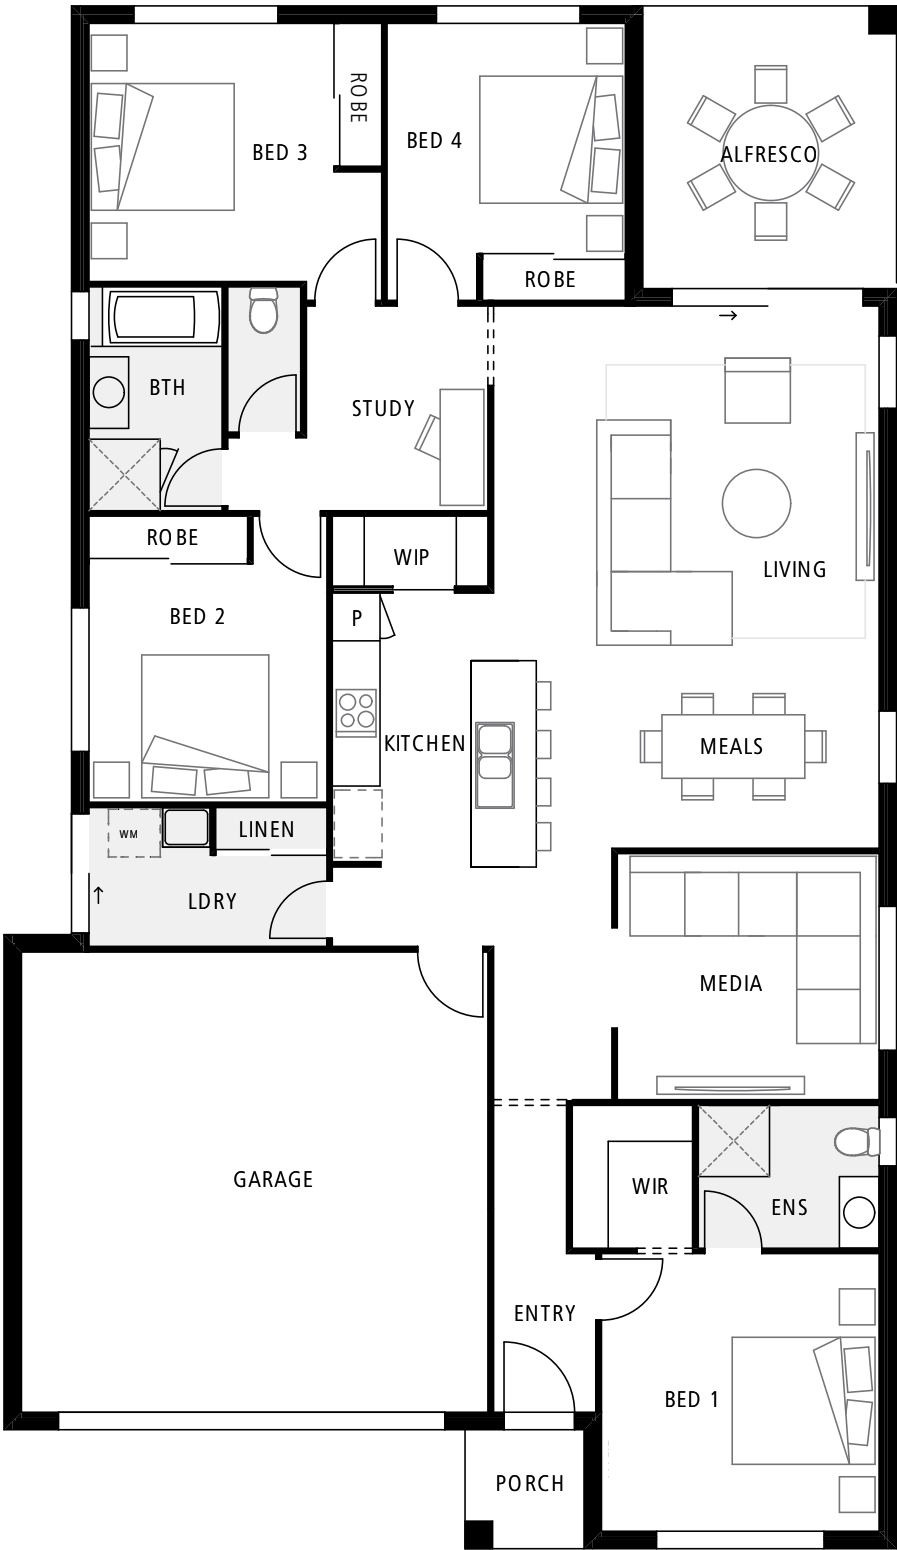 ROBE
BED 3
BED 4
ALFRESCO
ROBE
BTH
STUDY
ROBE
WIP
LIVING
BED 2
P
KITCHEN
MEALS
WM
LINEN
LDRY
MEDIA
GARAGE
WIR
ENS
ENTRY
BED 1
PORCH